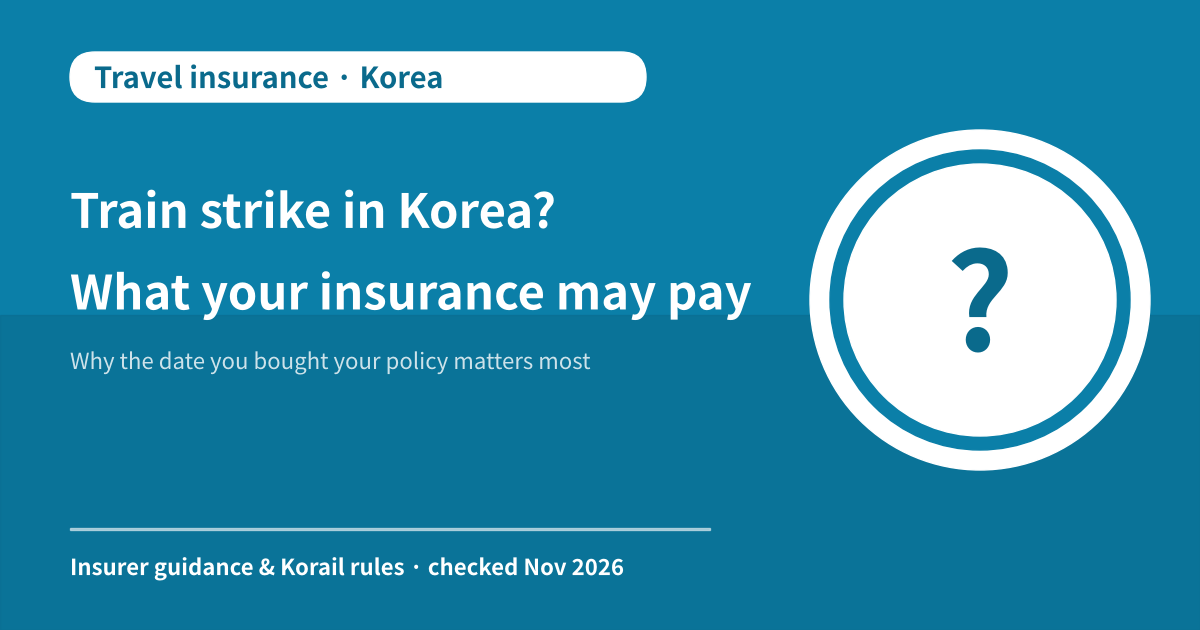 Travel insurance · Korea
Train strike in Korea?
What your insurance may pay
Why the date you bought your policy matters most
?
Insurer guidance & Korail rules · checked Nov 2026